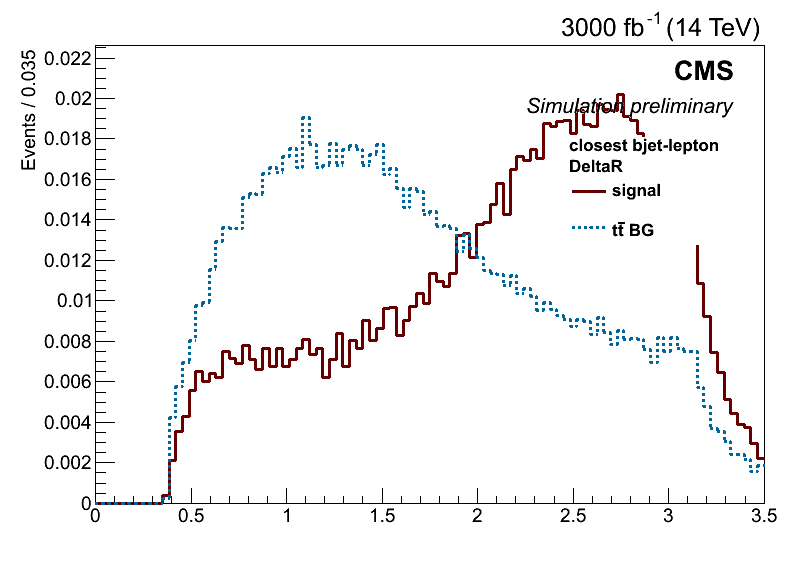 3000 fb⁻¹ (14 TeV)
CMS
Simulation preliminary
closest bjet-lepton
DeltaR
signal
tt̄ BG
Events / 0.035
0.022
0.02
0.018
0.016
0.014
0.012
0.01
0.008
0.006
0.004
0.002
0
0 0.5 1 1.5 2 2.5 3 3.5